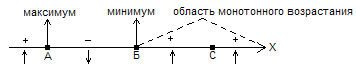 максимум минимум область монотонного возрастания
+ − + +
А Б С Х